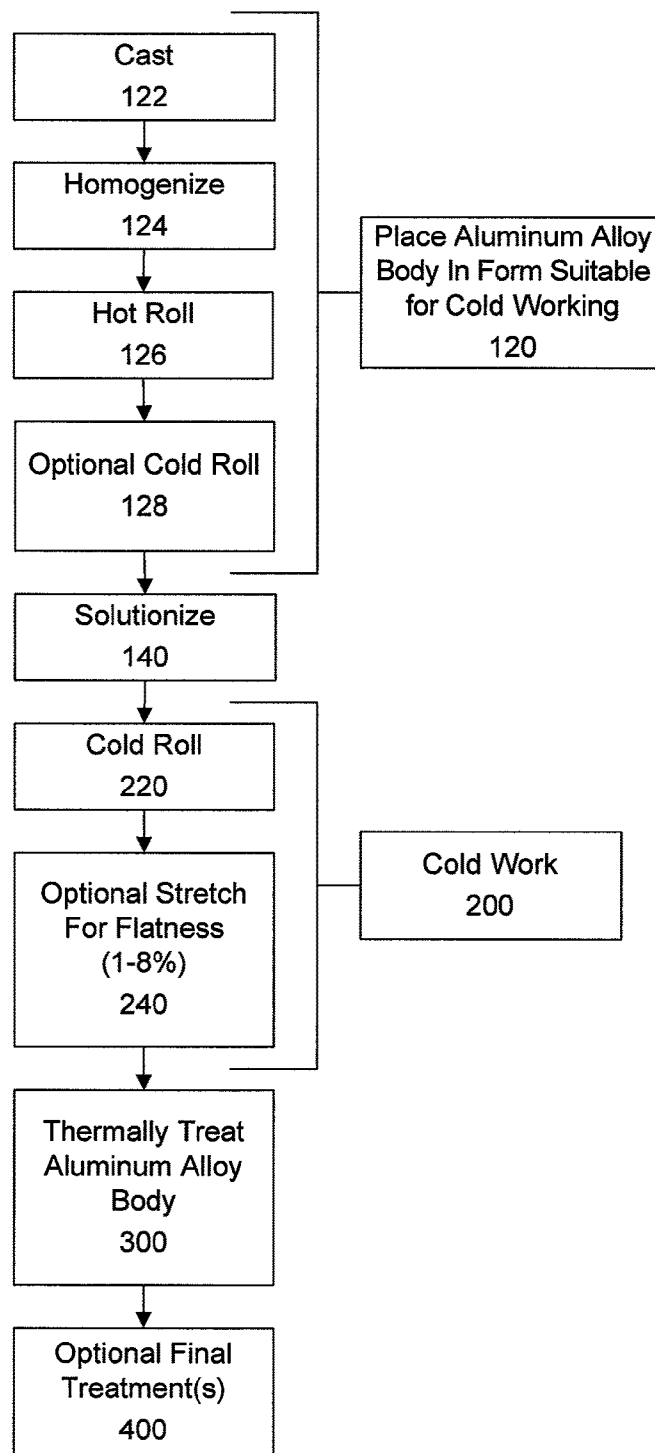 Cast
122
Homogenize
124
Hot Roll
126
Optional Cold Roll
128
Place Aluminum Alloy
Body In Form Suitable
for Cold Working
120
Solutionize
140
Cold Roll
220
Optional Stretch
For Flatness
(1-8%)
240
Cold Work
200
Thermally Treat
Aluminum Alloy
Body
300
Optional Final
Treatment(s)
400